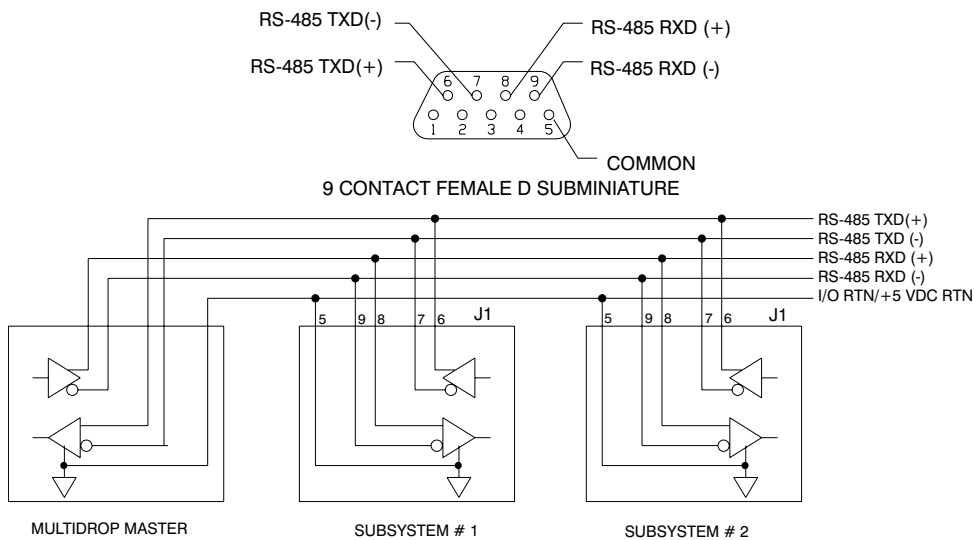 RS-485 TXD(-)
RS-485 RXD (+)
RS-485 TXD(+)
RS-485 RXD (-)
6 7 8 9
1 2 3 4 5
COMMON
9 CONTACT FEMALE D SUBMINIATURE
RS-485 TXD(+)
RS-485 TXD (-)
RS-485 RXD (+)
RS-485 RXD (-)
I/O RTN/+5 VDC RTN
5 9 8 7 6 J1
5 9 8 7 6 J1
MULTIDROP MASTER
SUBSYSTEM # 1
SUBSYSTEM # 2